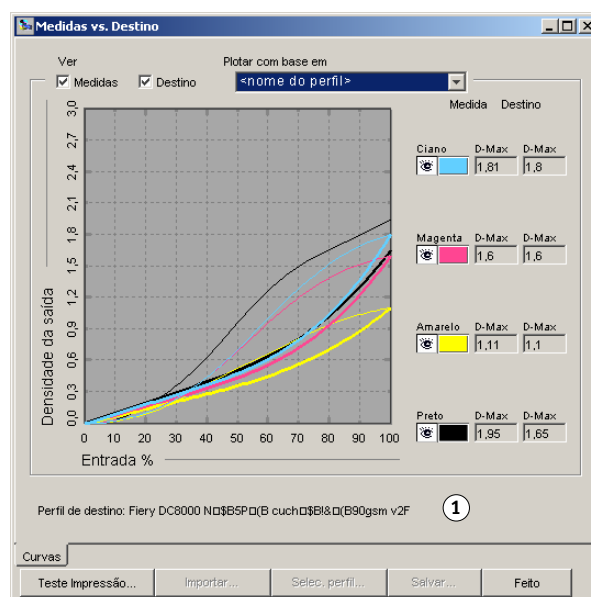 Medidas vs. Destino
Ver
Plotar com base em
Medidas
Destino
<nome do perfil>
Medida Destino
3,0
2,7
2,4
2,1
1,8
1,5
1,2
0,9
0,6
0,3
0,0
Densidade da saída
0 10 20 30 40 50 60 70 80 90 100
Entrada %
Ciano D-Max D-Max
1,81 1,8
Magenta D-Max D-Max
1,6 1,6
Amarelo D-Max D-Max
1,11 1,1
Preto D-Max D-Max
1,95 1,65
Perfil de destino: Fiery DC8000 N□$B5P□(B cuch□$B!&□(B90gsm v2F
1
Curvas
Teste Impressão... Importar... Selec. perfil... Salvar... Feito